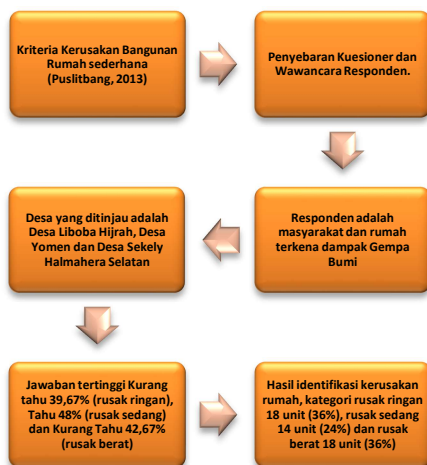 Kriteria Kerusakan Bangunan
Rumah sederhana
(Puslitbang, 2013)
Penyebaran Kuesioner dan
Wawancara Responden.
Responden adalah
masyarakat dan rumah
terkena dampak Gempa
Bumi
Desa yang ditinjau adalah
Desa Liboba Hijrah, Desa
Yomen dan Desa Sekely
Halmahera Selatan
Jawaban tertinggi Kurang
tahu 39,67% (rusak ringan),
Tahu 48% (rusak sedang)
dan Kurang Tahu 42,67%
(rusak berat)
Hasil identifikasi kerusakan
rumah, kategori rusak ringan
18 unit (36%), rusak sedang
14 unit (24%) dan rusak
berat 18 unit (36%)